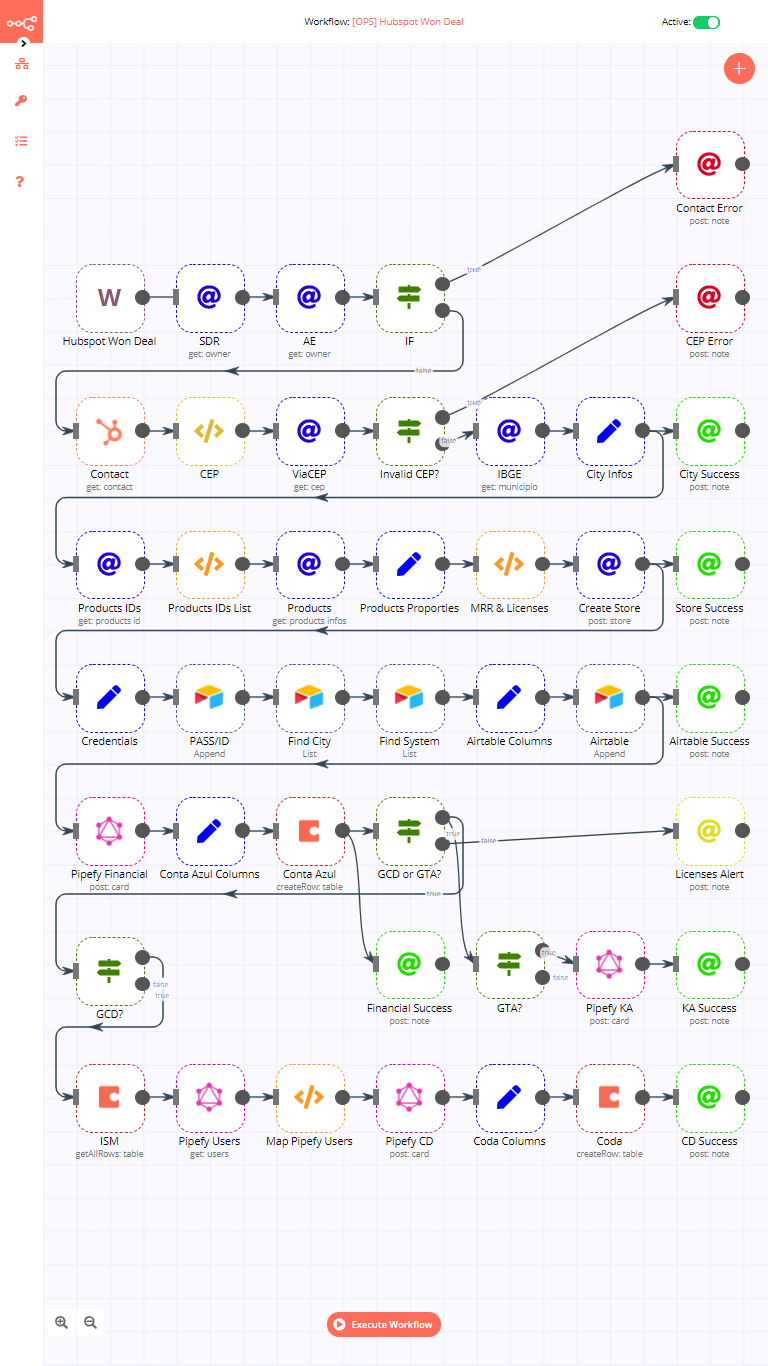 Workflow: [OPS] Hubspot Won Deal
Active:
Contact Error
post: note
true
W
Hubspot Won Deal
SDR
get: owner
AE
get: owner
IF
CEP Error
post: note
false
true
Contact
get: contact
CEP
ViaCEP
get: cep
Invalid CEP?
false
IBGE
get: municipio
City Infos
City Success
post: note
Products IDs
get: products id
Products IDs List
Products
get: products infos
Products Proporties
MRR & Licenses
Create Store
post: store
Store Success
post: note
Credentials
PASS/ID
Append
Find City
List
Find System
List
Airtable Columns
Airtable
Append
Airtable Success
post: note
true
false
Pipefy Financial
post: card
Conta Azul Columns
Conta Azul
createRow: table
GCD or GTA?
Licenses Alert
post: note
true
GCD?
false
true
Financial Success
post: note
GTA?
true
false
Pipefy KA
post: card
KA Success
post: note
ISM
getAllRows: table
Pipefy Users
get: users
Map Pipefy Users
Pipefy CD
post: card
Coda Columns
Coda
createRow: table
CD Success
post: note
Execute Workflow